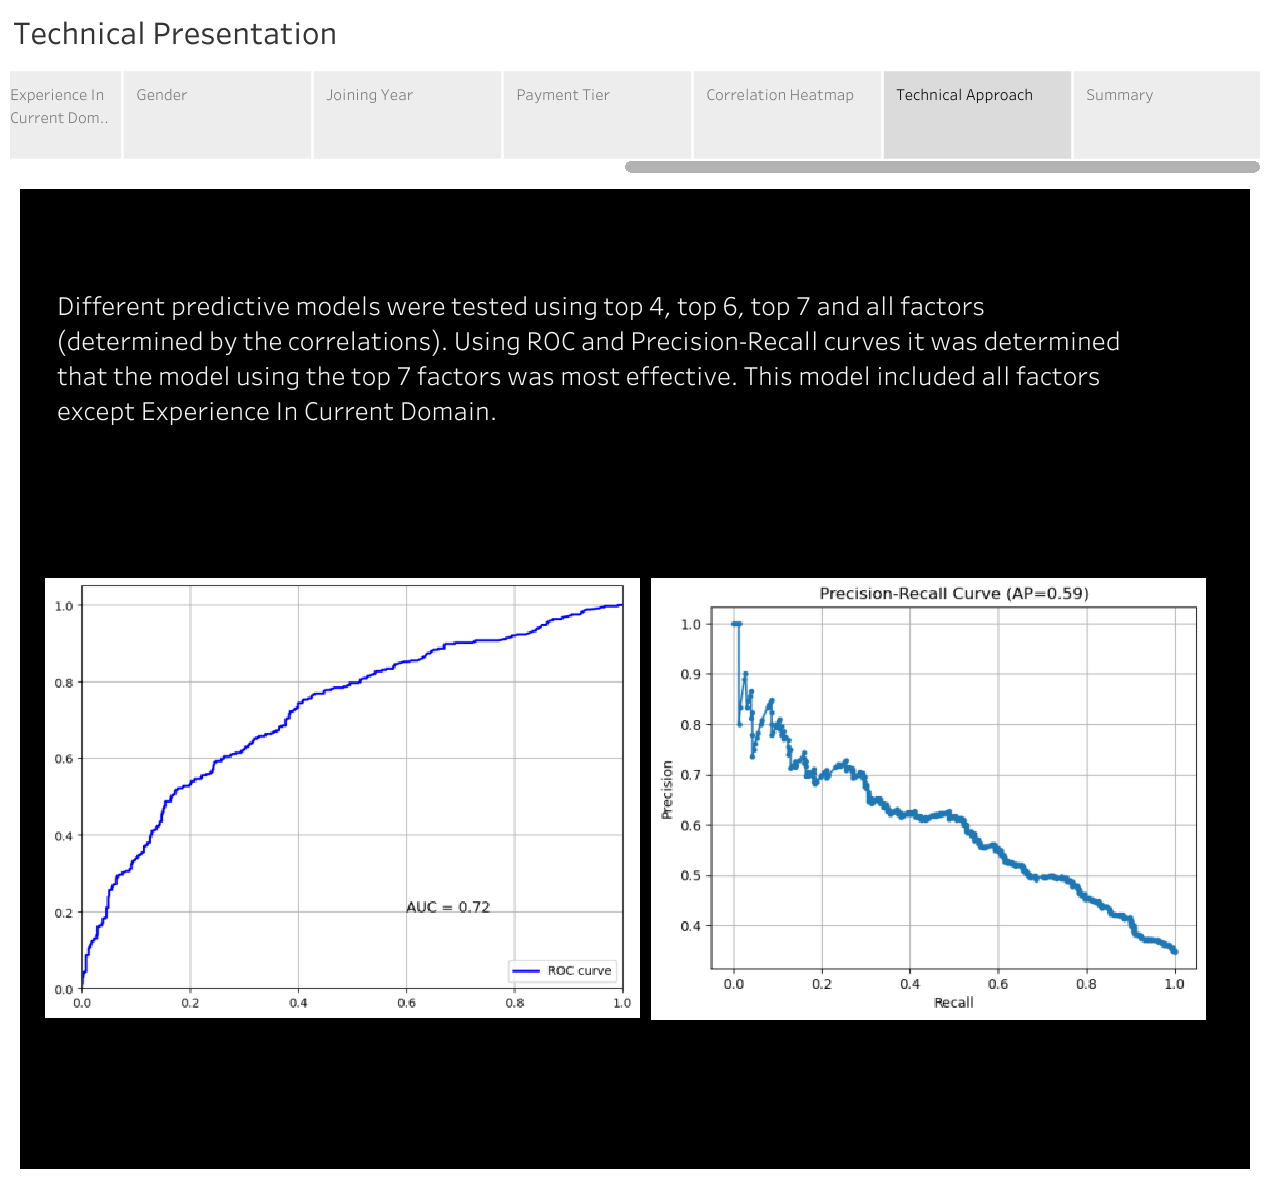 Technical Presentation
Experience In
Current Dom..
Gender
Joining Year
Payment Tier
Correlation Heatmap
Technical Approach
Summary
Different predictive models were tested using top 4, top 6, top 7 and all factors
(determined by the correlations). Using ROC and Precision-Recall curves it was determined
that the model using the top 7 factors was most effective. This model included all factors
except Experience In Current Domain.
1.0
0.8
0.6
0.4
0.2
0.0
AUC = 0.72
ROC curve
0.0 0.2 0.4 0.6 0.8 1.0
Precision-Recall Curve (AP=0.59)
Precision
1.0
0.9
0.8
0.7
0.6
0.5
0.4
0.0 0.2 0.4 0.6 0.8 1.0
Recall